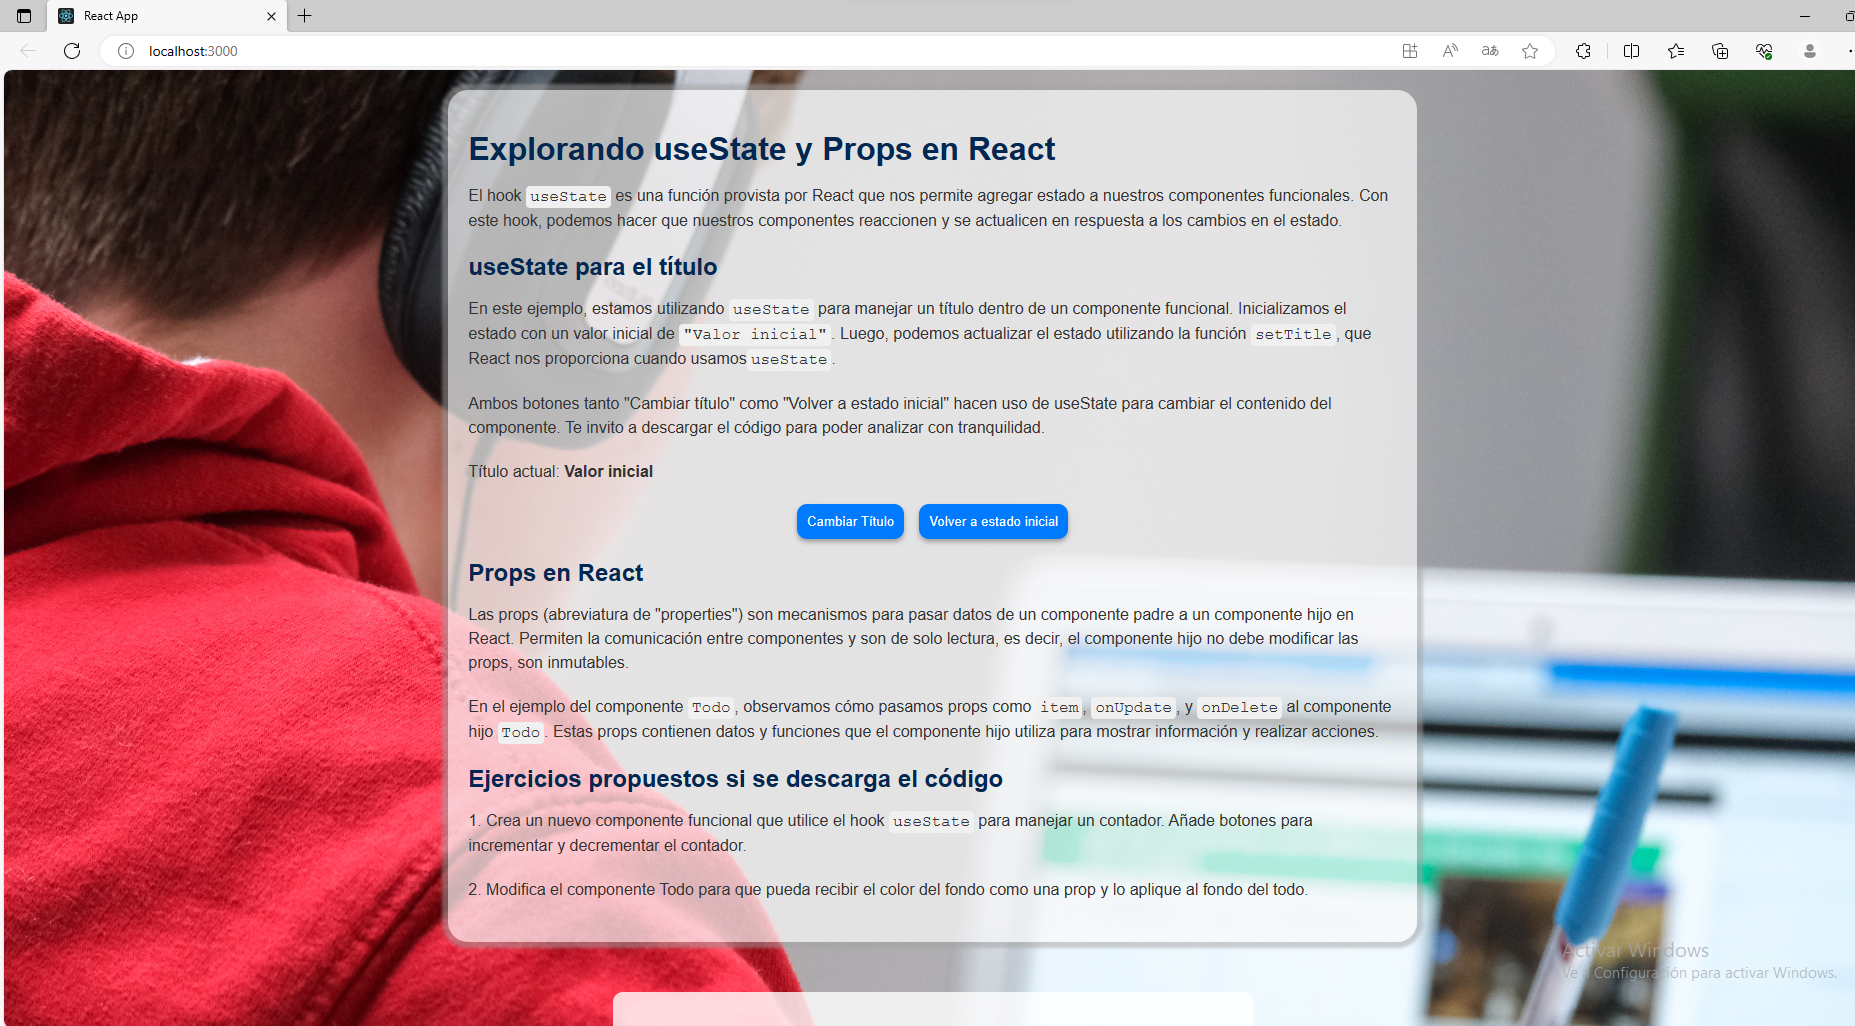 React App
localhost:3000
Explorando useState y Props en React
El hook useState es una función provista por React que nos permite agregar estado a nuestros componentes funcionales. Con
este hook, podemos hacer que nuestros componentes reaccionen y se actualicen en respuesta a los cambios en el estado.
useState para el título
En este ejemplo, estamos utilizando useState para manejar un título dentro de un componente funcional. Inicializamos el
estado con un valor inicial de "Valor inicial". Luego, podemos actualizar el estado utilizando la función setTitle, que
React nos proporciona cuando usamos useState.
Ambos botones tanto "Cambiar título" como "Volver a estado inicial" hacen uso de useState para cambiar el contenido del
componente. Te invito a descargar el código para poder analizar con tranquilidad.
Título actual: Valor inicial
Cambiar Título Volver a estado inicial
Props en React
Las props (abreviatura de "properties") son mecanismos para pasar datos de un componente padre a un componente hijo en
React. Permiten la comunicación entre componentes y son de solo lectura, es decir, el componente hijo no debe modificar las
props, son inmutables.
En el ejemplo del componente Todo, observamos cómo pasamos props como item, onUpdate, y onDelete al componente
hijo Todo. Estas props contienen datos y funciones que el componente hijo utiliza para mostrar información y realizar acciones.
Ejercicios propuestos si se descarga el código
1. Crea un nuevo componente funcional que utilice el hook useState para manejar un contador. Añade botones para
incrementar y decrementar el contador.
2. Modifica el componente Todo para que pueda recibir el color del fondo como una prop y lo aplique al fondo del todo.
Activar Windows
Ve a Configuración para activar Windows.